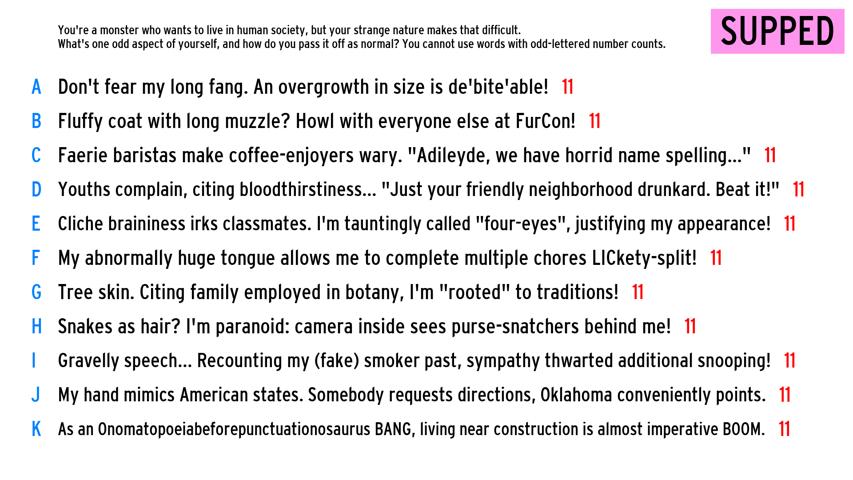 You're a monster who wants to live in human society, but your strange nature makes that difficult.
What's one odd aspect of yourself, and how do you pass it off as normal? You cannot use words with odd-lettered number counts.
SUPPED
A Don't fear my long fang. An overgrowth in size is de'bite'able! 11
B Fluffy coat with long muzzle? Howl with everyone else at FurCon! 11
C Faerie baristas make coffee-enjoyers wary. "Adileyde, we have horrid name spelling..." 11
D Youths complain, citing bloodthirstiness... "Just your friendly neighborhood drunkard. Beat it!" 11
E Cliche braininess irks classmates. I'm tauntingly called "four-eyes", justifying my appearance! 11
F My abnormally huge tongue allows me to complete multiple chores LICkety-split! 11
G Tree skin. Citing family employed in botany, I'm "rooted" to traditions! 11
H Snakes as hair? I'm paranoid: camera inside sees purse-snatchers behind me! 11
I Gravelly speech... Recounting my (fake) smoker past, sympathy thwarted additional snooping! 11
J My hand mimics American states. Somebody requests directions, Oklahoma conveniently points. 11
K As an Onomatopoeiabeforepunctuationosaurus BANG, living near construction is almost imperative BOOM. 11